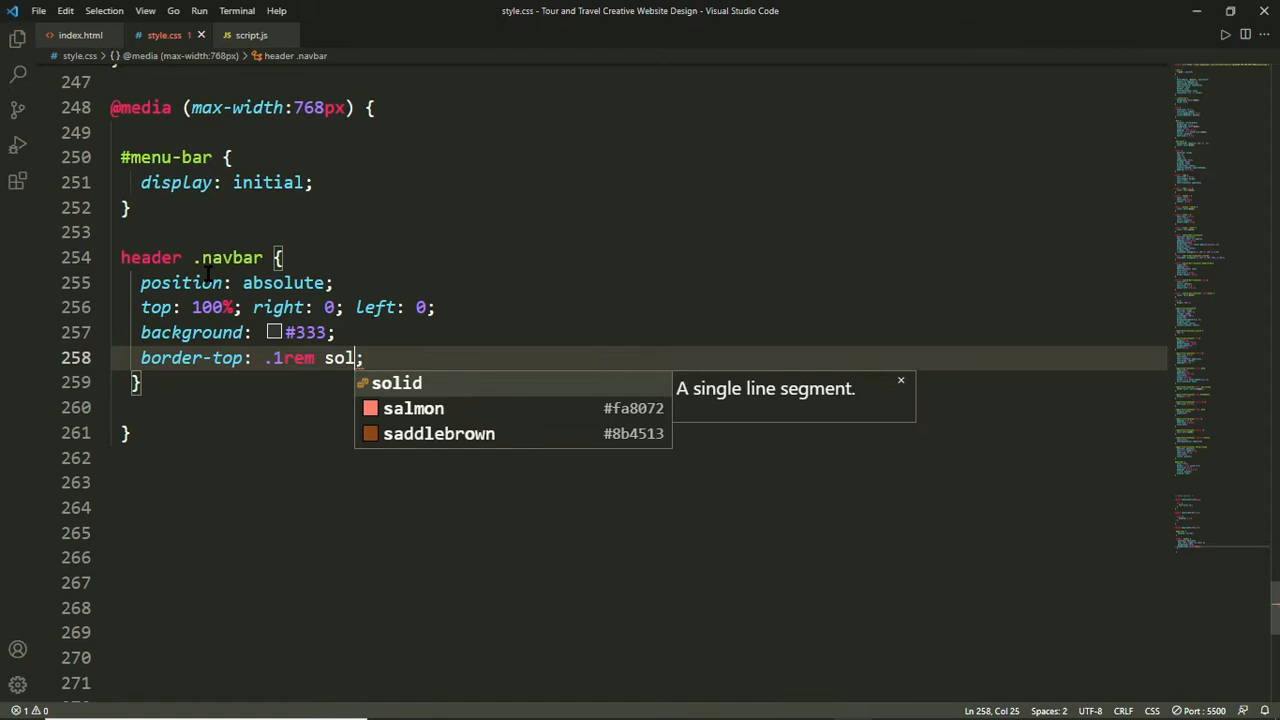 File Edit Selection View Go Run Terminal Help
style.css - Tour and Travel Creative Website Design - Visual Studio Code
index.html style.css 1 script.js
style.css > {} @media (max-width:768px) > header .navbar
247
248 @media (max-width:768px) {
249
250 #menu-bar {
251 display: initial;
252 }
253
254 header .navbar {
255 position: absolute;
256 top: 100%; right: 0; left: 0;
257 background: #333;
258 border-top: .1rem sol;
259 }
260
261 }
262
263
264
265
266
267
268
269
270
271
solid
A single line segment.
salmon #fa8072
saddlebrown #8b4513
1 0 Ln 258, Col 25 Spaces: 2 UTF-8 CRLF CSS Port : 5500